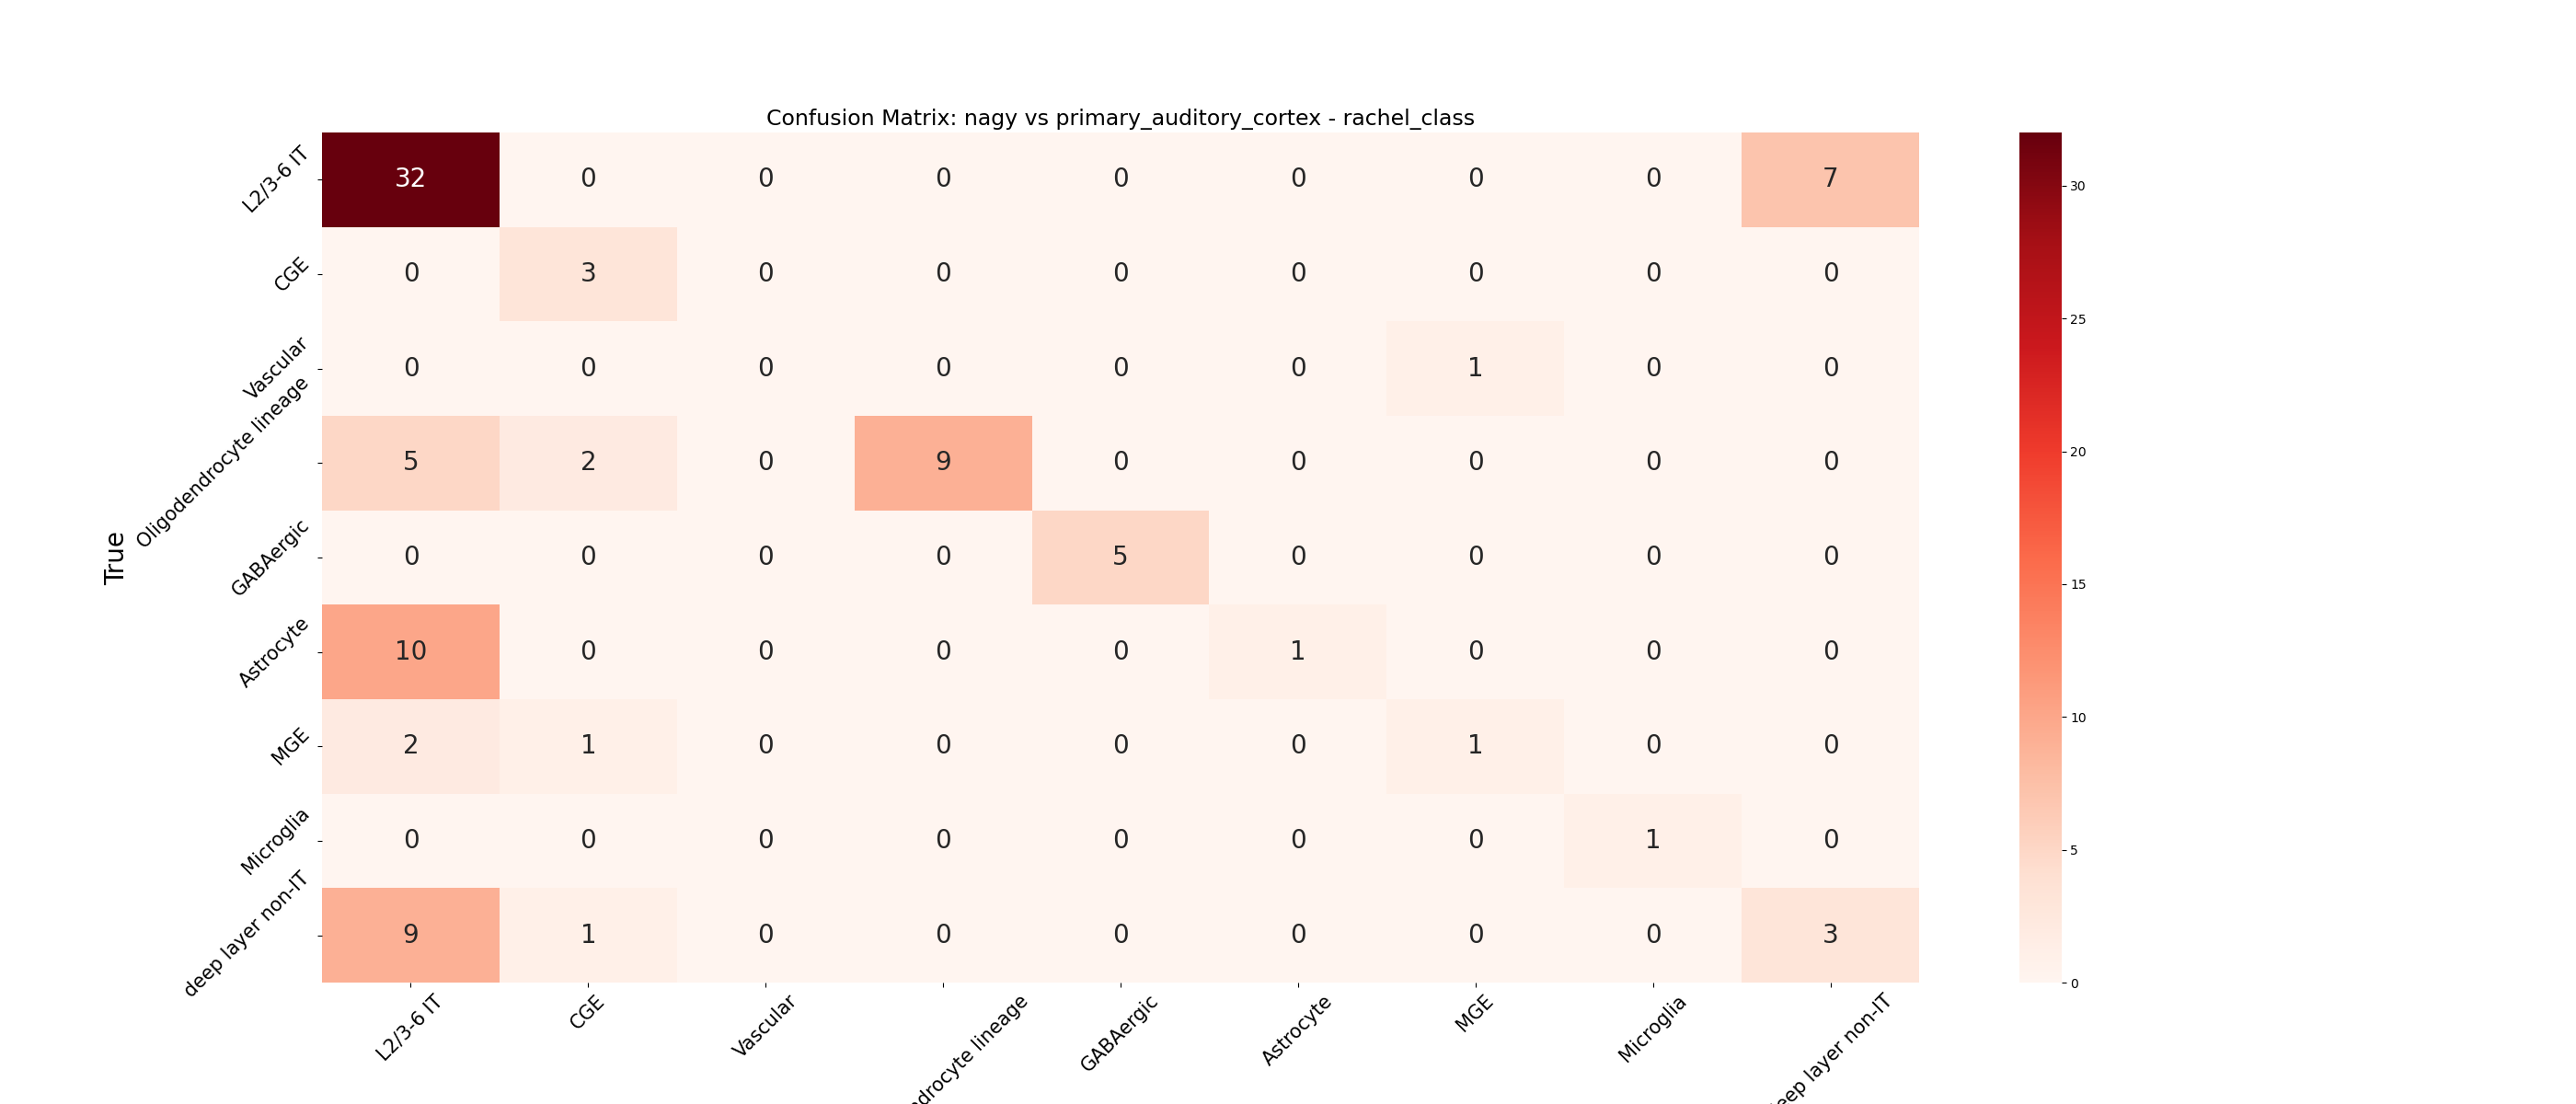 Confusion Matrix: nagy vs primary_auditory_cortex - rachel_class
True
L2/3-6 IT 32 0 0 0 0 0 0 0 7
CGE 0 3 0 0 0 0 0 0 0
Vascular 0 0 0 0 0 0 1 0 0
Oligodendrocyte lineage 5 2 0 9 0 0 0 0 0
GABAergic 0 0 0 0 5 0 0 0 0
Astrocyte 10 0 0 0 0 1 0 0 0
MGE 2 1 0 0 0 0 1 0 0
Microglia 0 0 0 0 0 0 0 1 0
deep layer non-IT 9 1 0 0 0 0 0 0 3
L2/3-6 IT
CGE
Vascular
lineage
GABAergic
Astrocyte
MGE
Microglia
layer non-IT
30
25
20
15
10
5
0